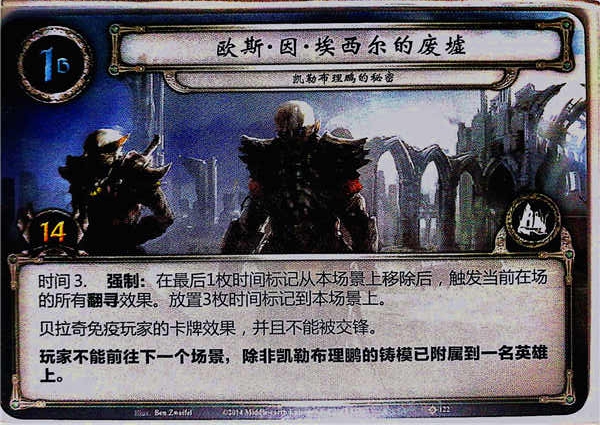 欧斯·因·埃西尔的废墟
1B
凯勒布理鹏的秘密
14
时间 3. 强制：在最后1枚时间标记从本场景上移除后，触发当前在场
的所有翻寻效果。放置3枚时间标记到本场景上。
贝拉奇免疫玩家的卡牌效果，并且不能被交锋。
玩家不能前往下一个场景，除非凯勒布理鹏的铸模已附属到一名英雄
上。
Illus. Ben Zweifel ©2014 Middle-earth 122